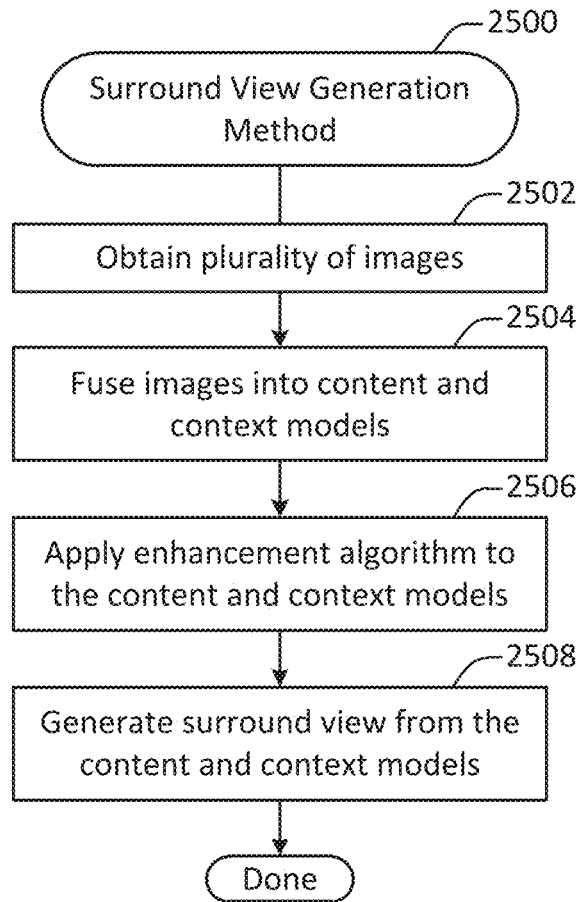 2500
Surround View Generation
Method
2502
Obtain plurality of images
2504
Fuse images into content and
context models
2506
Apply enhancement algorithm to
the content and context models
2508
Generate surround view from the
content and context models
Done